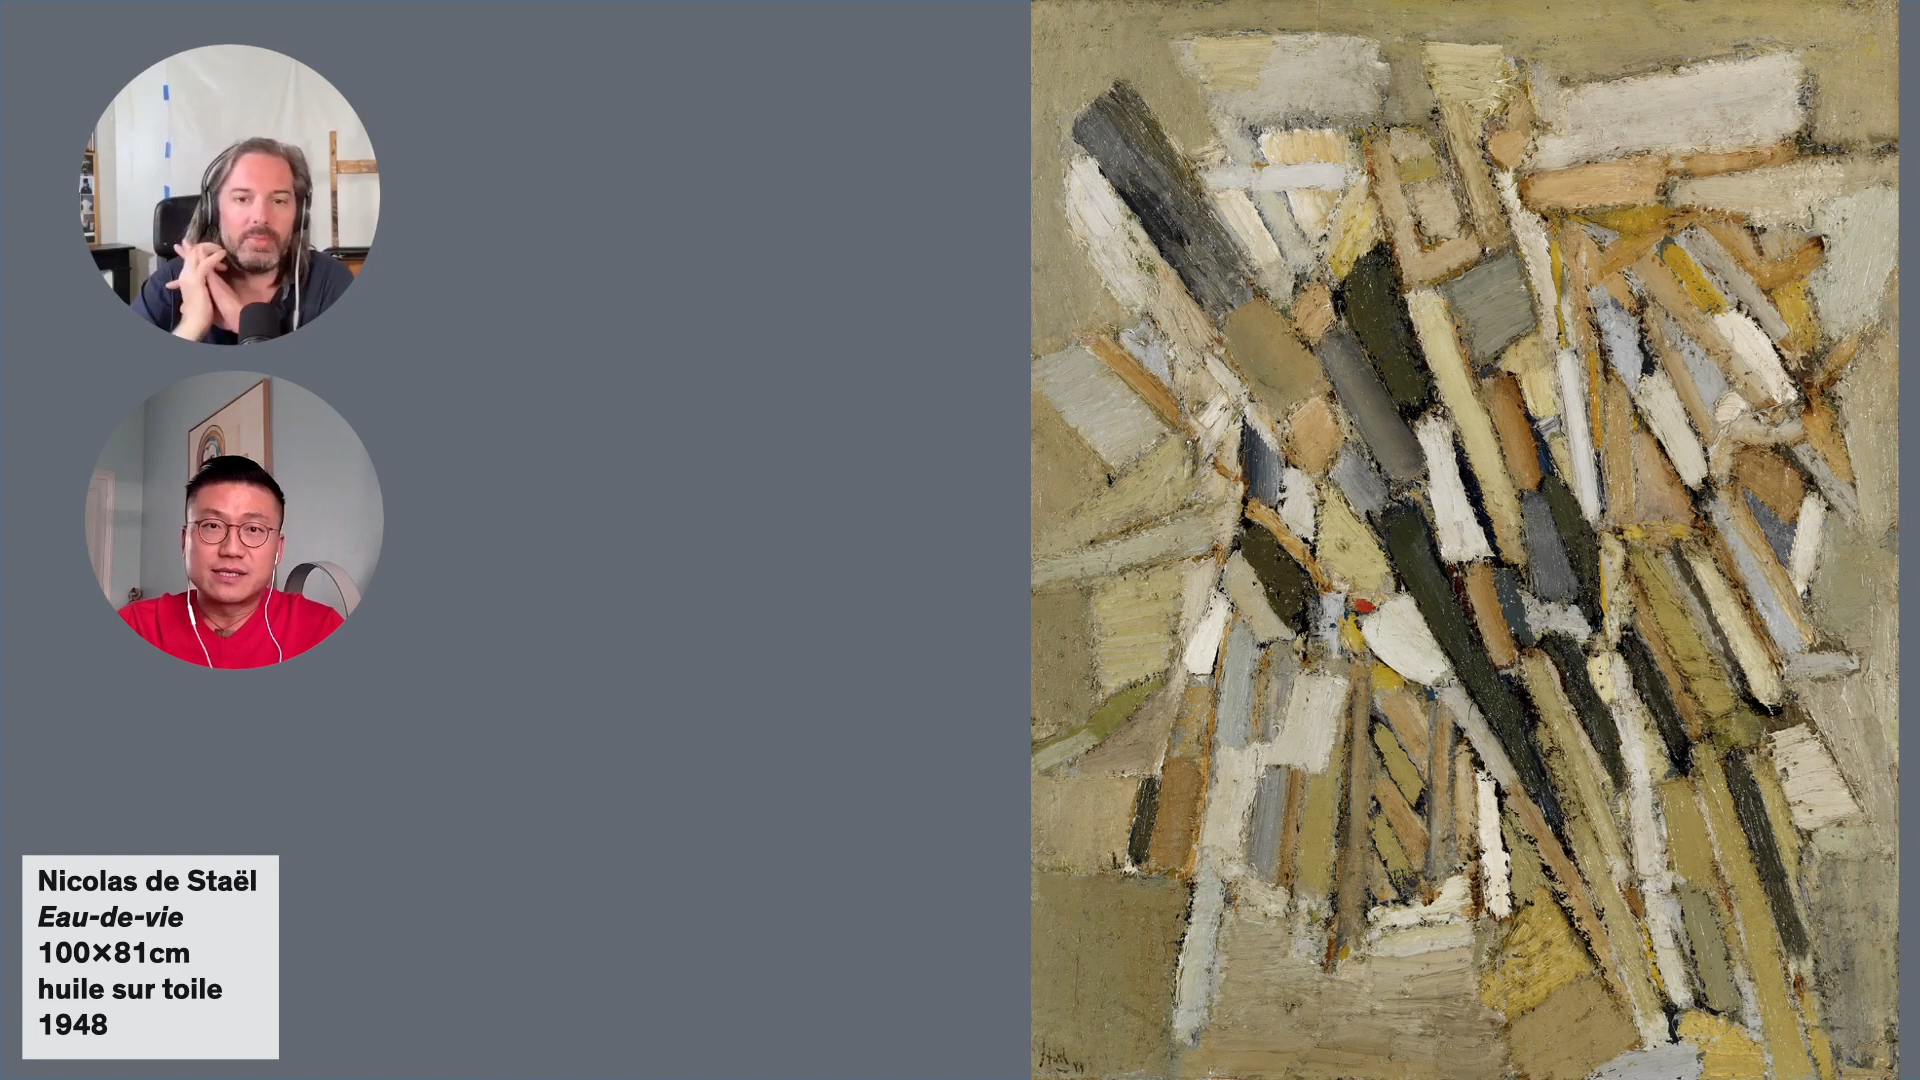 Nicolas de Staël
Eau-de-vie
100×81cm
huile sur toile
1948